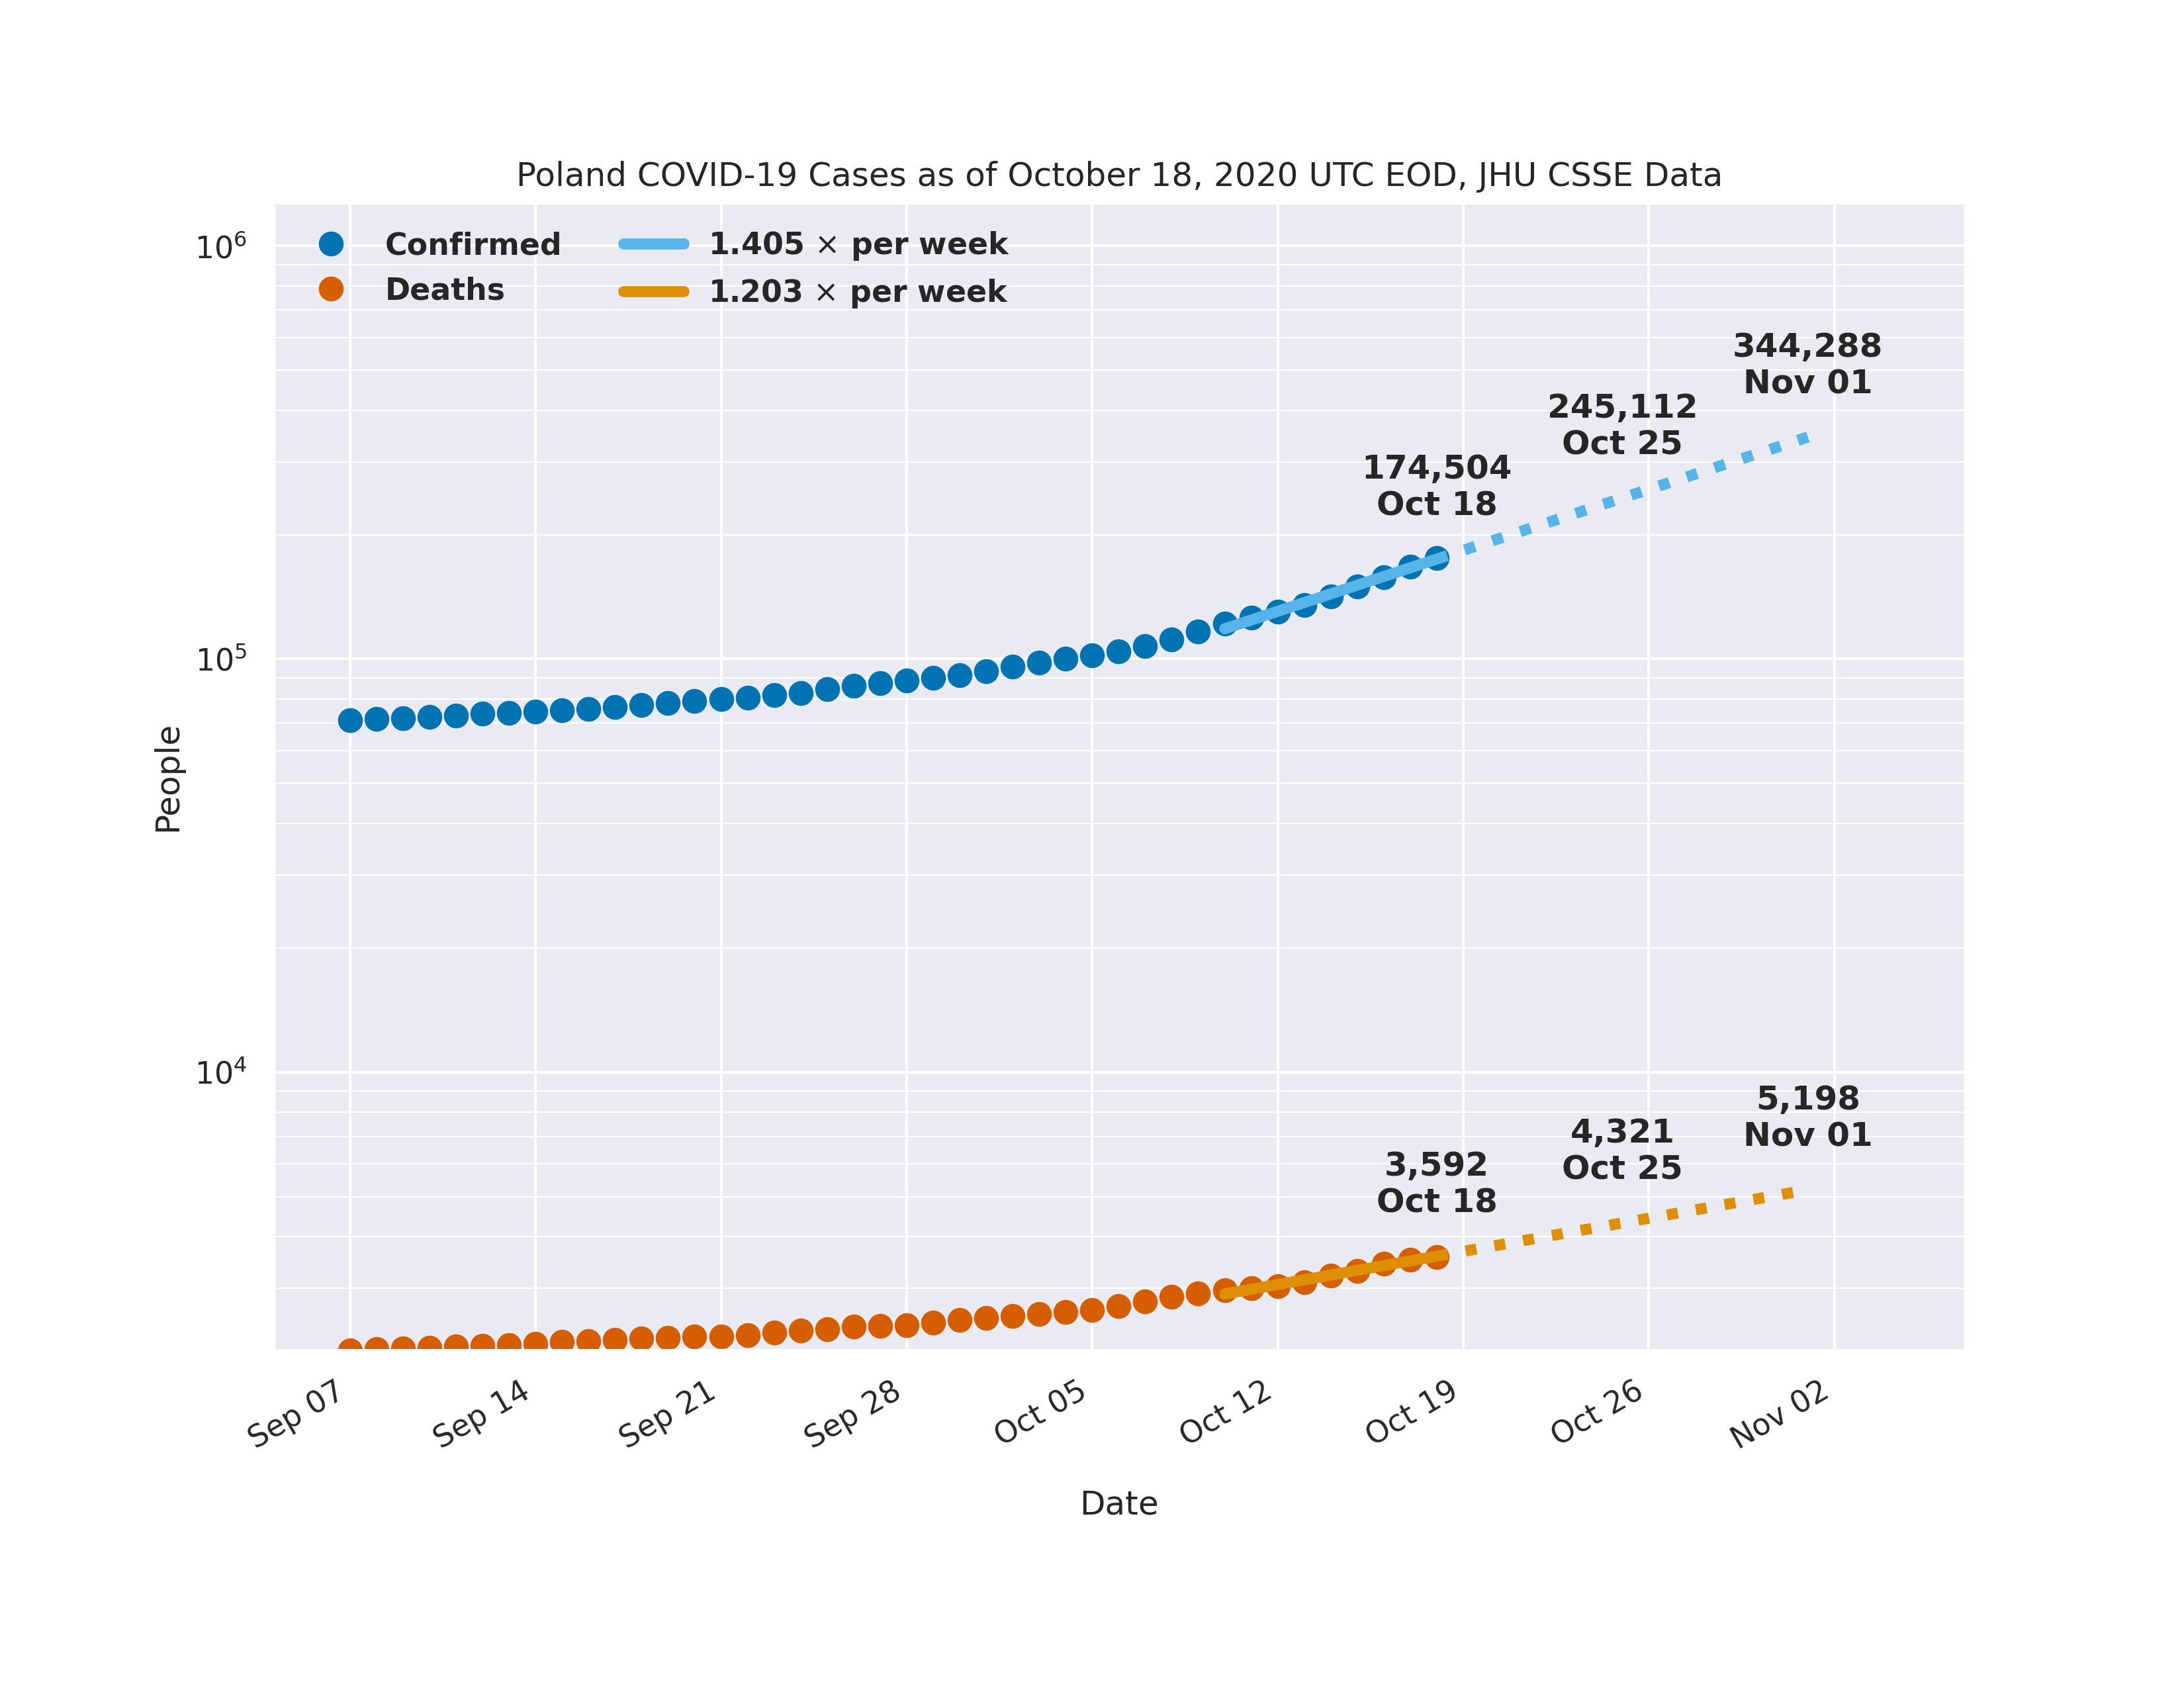 Poland COVID-19 Cases as of October 18, 2020 UTC EOD, JHU CSSE Data
Confirmed
Deaths
1.405 × per week
1.203 × per week
10⁶
10⁵
10⁴
People
344,288
Nov 01
245,112
Oct 25
174,504
Oct 18
5,198
Nov 01
4,321
Oct 25
3,592
Oct 18
Sep 07
Sep 14
Sep 21
Sep 28
Oct 05
Oct 12
Oct 19
Oct 26
Nov 02
Date